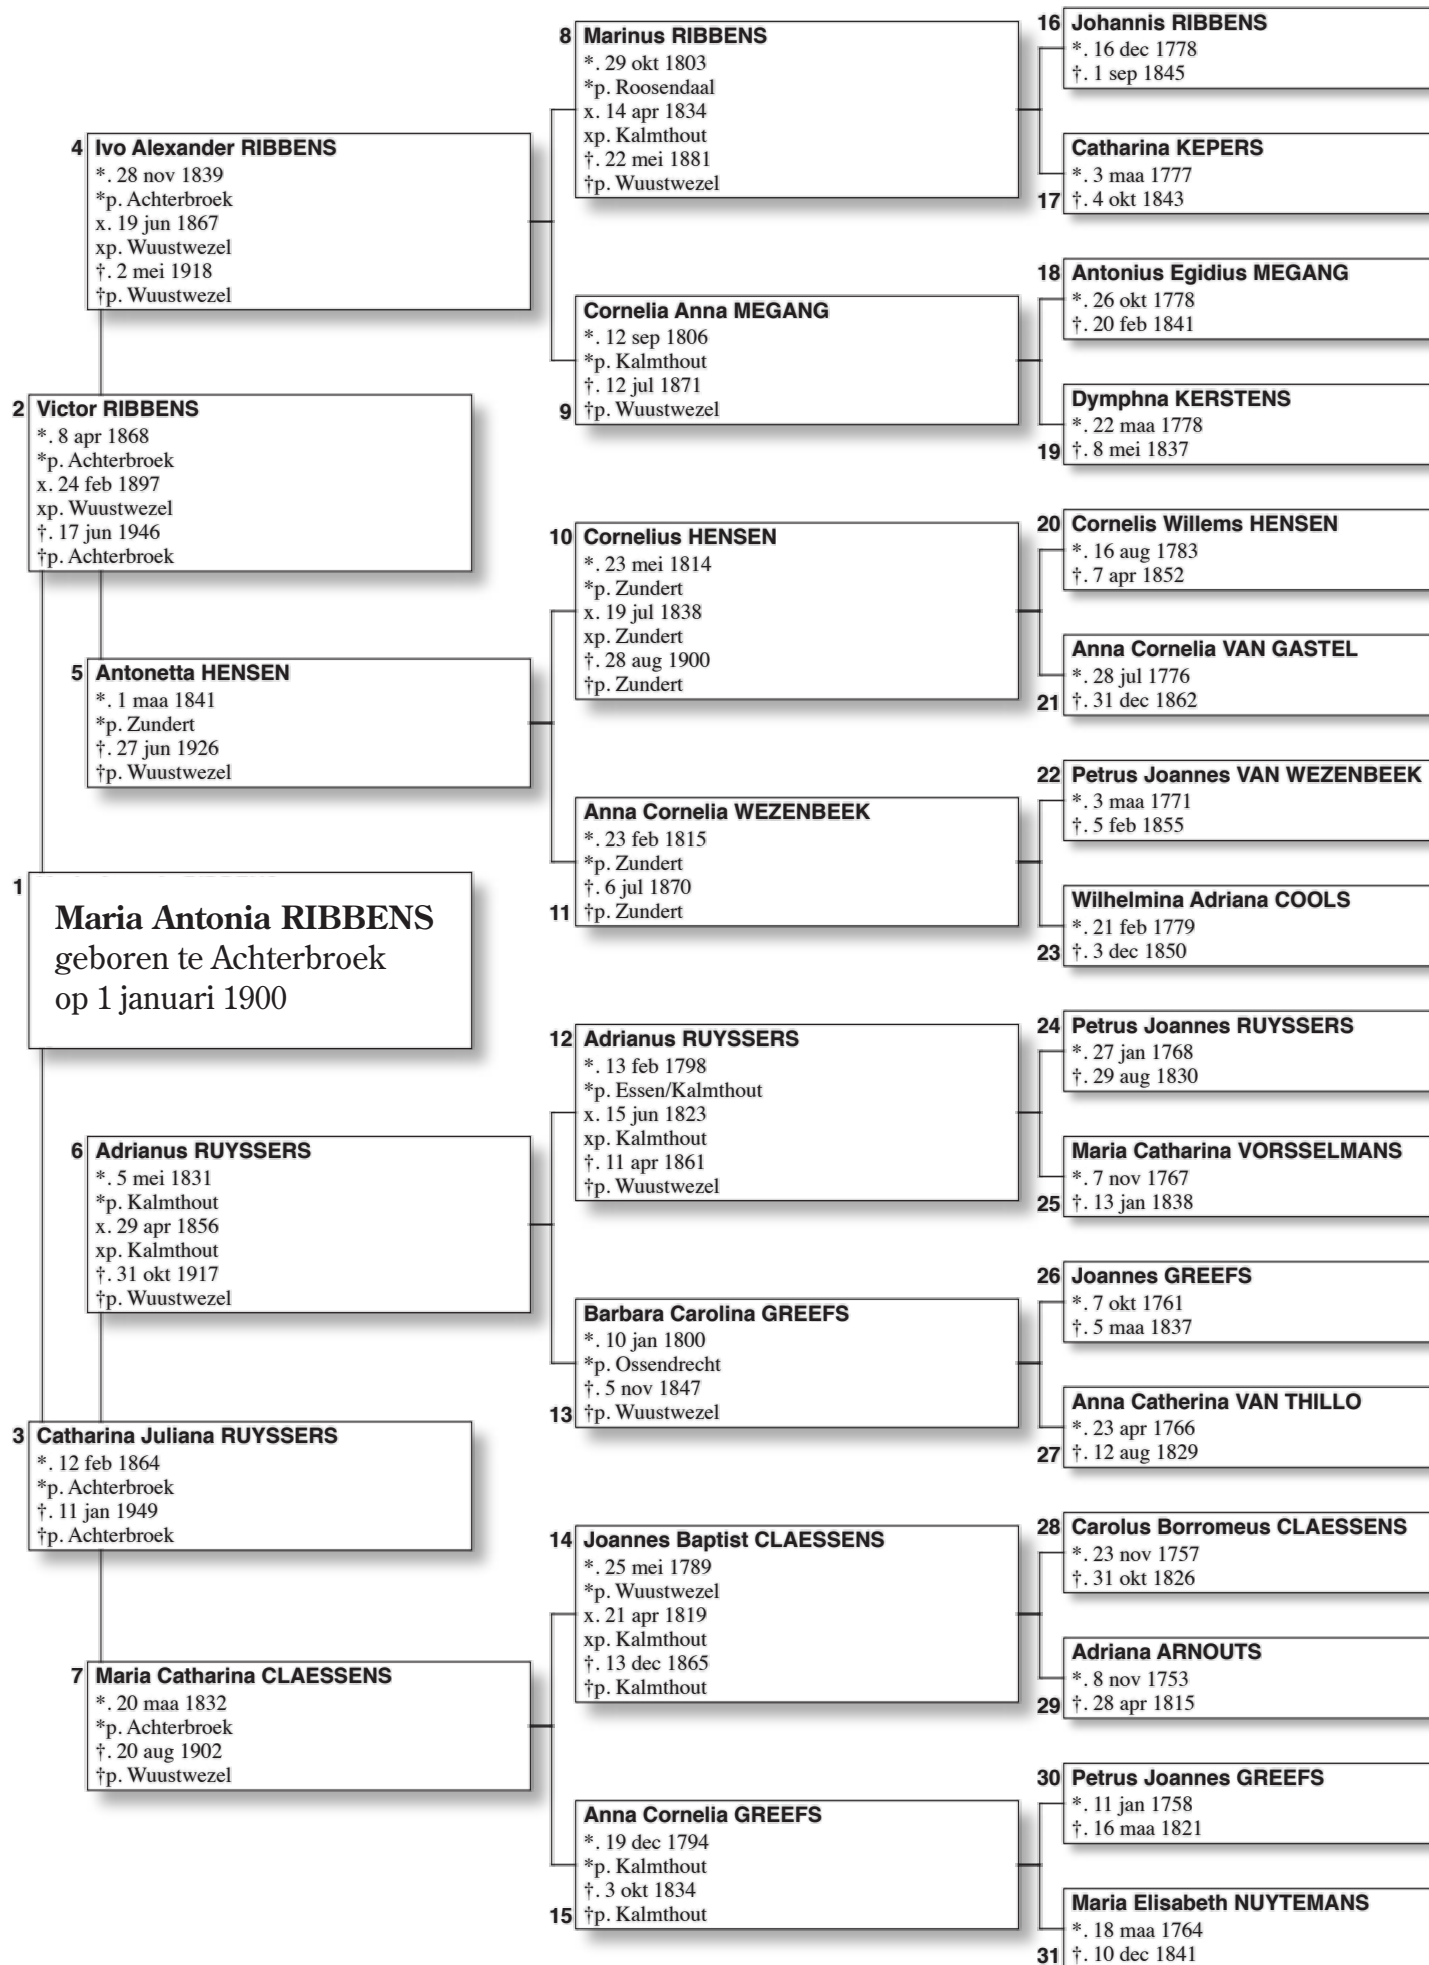 1
Maria Antonia RIBBENS
geboren te Achterbroek
op 1 januari 1900
2 Victor RIBBENS
*. 8 apr 1868
*p. Achterbroek
x. 24 feb 1897
xp. Wuustwezel
†. 17 jun 1946
†p. Achterbroek
3 Catharina Juliana RUYSSERS
*. 12 feb 1864
*p. Achterbroek
†. 11 jan 1949
†p. Achterbroek
4 Ivo Alexander RIBBENS
*. 28 nov 1839
*p. Achterbroek
x. 19 jun 1867
xp. Wuustwezel
†. 2 mei 1918
†p. Wuustwezel
5 Antonetta HENSEN
*. 1 maa 1841
*p. Zundert
†. 27 jun 1926
†p. Wuustwezel
6 Adrianus RUYSSERS
*. 5 mei 1831
*p. Kalmthout
x. 29 apr 1856
xp. Kalmthout
†. 31 okt 1917
†p. Wuustwezel
7 Maria Catharina CLAESSENS
*. 20 maa 1832
*p. Achterbroek
†. 20 aug 1902
†p. Wuustwezel
8 Marinus RIBBENS
*. 29 okt 1803
*p. Roosendaal
x. 14 apr 1834
xp. Kalmthout
†. 22 mei 1881
†p. Wuustwezel
Cornelia Anna MEGANG
*. 12 sep 1806
*p. Kalmthout
†. 12 jul 1871
9 †p. Wuustwezel
10 Cornelius HENSEN
*. 23 mei 1814
*p. Zundert
x. 19 jul 1838
xp. Zundert
†. 28 aug 1900
†p. Zundert
Anna Cornelia WEZENBEEK
*. 23 feb 1815
*p. Zundert
†. 6 jul 1870
11 †p. Zundert
12 Adrianus RUYSSERS
*. 13 feb 1798
*p. Essen/Kalmthout
x. 15 jun 1823
xp. Kalmthout
†. 11 apr 1861
†p. Wuustwezel
Barbara Carolina GREEFS
*. 10 jan 1800
*p. Ossendrecht
†. 5 nov 1847
13 †p. Wuustwezel
14 Joannes Baptist CLAESSENS
*. 25 mei 1789
*p. Wuustwezel
x. 21 apr 1819
xp. Kalmthout
†. 13 dec 1865
†p. Kalmthout
Anna Cornelia GREEFS
*. 19 dec 1794
*p. Kalmthout
†. 3 okt 1834
15 †p. Kalmthout
16 Johannis RIBBENS
*. 16 dec 1778
†. 1 sep 1845
Catharina KEPERS
*. 3 maa 1777
17 †. 4 okt 1843
18 Antonius Egidius MEGANG
*. 26 okt 1778
†. 20 feb 1841
Dymphna KERSTENS
*. 22 maa 1778
19 †. 8 mei 1837
20 Cornelis Willems HENSEN
*. 16 aug 1783
†. 7 apr 1852
Anna Cornelia VAN GASTEL
*. 28 jul 1776
21 †. 31 dec 1862
22 Petrus Joannes VAN WEZENBEEK
*. 3 maa 1771
†. 5 feb 1855
Wilhelmina Adriana COOLS
*. 21 feb 1779
23 †. 3 dec 1850
24 Petrus Joannes RUYSSERS
*. 27 jan 1768
†. 29 aug 1830
Maria Catharina VORSSELMANS
*. 7 nov 1767
25 †. 13 jan 1838
26 Joannes GREEFS
*. 7 okt 1761
†. 5 maa 1837
Anna Catherina VAN THILLO
*. 23 apr 1766
27 †. 12 aug 1829
28 Carolus Borromeus CLAESSENS
*. 23 nov 1757
†. 31 okt 1826
Adriana ARNOUTS
*. 8 nov 1753
29 †. 28 apr 1815
30 Petrus Joannes GREEFS
*. 11 jan 1758
†. 16 maa 1821
Maria Elisabeth NUYTEMANS
*. 18 maa 1764
31 †. 10 dec 1841